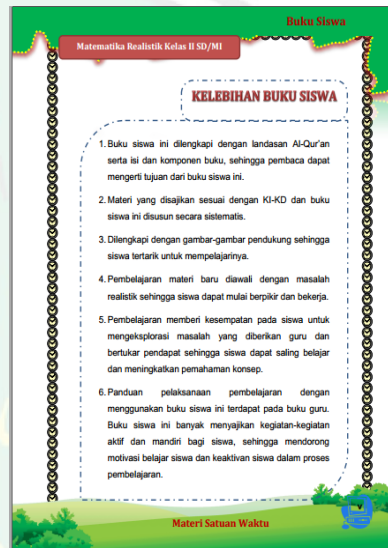 Buku Siswa
Matematika Realistik Kelas II SD/MI
KELEBIHAN BUKU SISWA
1. Buku siswa ini dilengkapi dengan landasan Al-Qur'an
serta isi dan komponen buku, sehingga pembaca dapat
mengerti tujuan dari buku siswa ini.
2. Materi yang disajikan sesuai dengan KI-KD dan buku
siswa ini disusun secara sistematis.
3. Dilengkapi dengan gambar-gambar pendukung sehingga
siswa tertarik untuk mempelajarinya.
4. Pembelajaran materi baru diawali dengan masalah
realistik sehingga siswa dapat mulai berpikir dan bekerja.
5. Pembelajaran memberi kesempatan pada siswa untuk
mengeksplorasi masalah yang diberikan guru dan
bertukar pendapat sehingga siswa dapat saling belajar
dan meningkatkan pemahaman konsep.
6. Panduan pelaksanaan pembelajaran dengan
menggunakan buku siswa ini terdapat pada buku guru.
Buku siswa ini banyak menyajikan kegiatan-kegiatan
aktif dan mandiri bagi siswa, sehingga mendorong
motivasi belajar siswa dan keaktivan siswa dalam proses
pembelajaran.
Materi Satuan Waktu